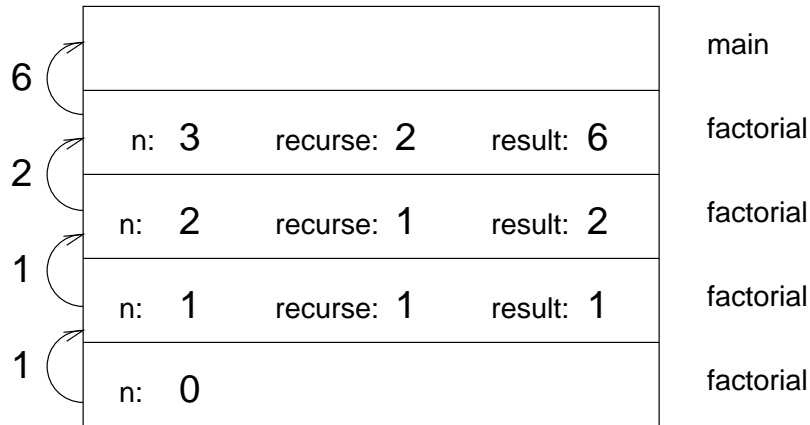 main
6
n: 3 recurse: 2 result: 6 factorial
2
n: 2 recurse: 1 result: 2 factorial
1
n: 1 recurse: 1 result: 1 factorial
1
n: 0 factorial